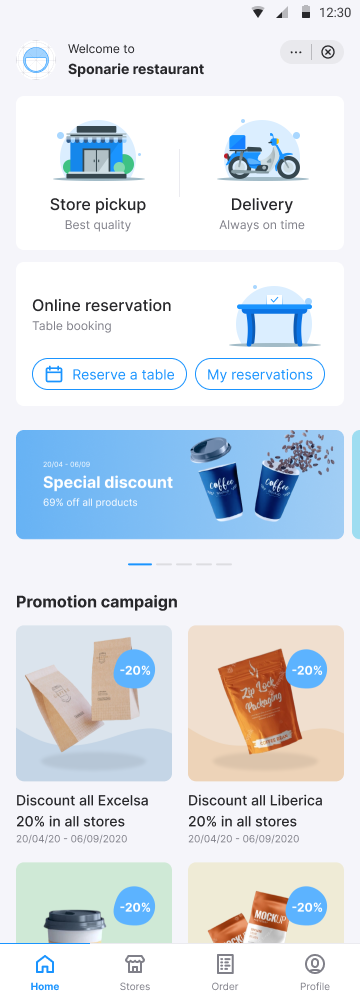 12:30
Welcome to
Sponarie restaurant
Store pickup
Best quality
Delivery
Always on time
Online reservation
Table booking
Reserve a table
My reservations
20/04 - 06/09
Special discount
69% off all products
coffee
coffee
Promotion campaign
-20%
Zip Lock
Packaging
-20%
Discount all Excelsa
20% in all stores
20/04/20 - 06/09/2020
Discount all Liberica
20% in all stores
20/04/20 - 06/09/2020
-20%
MOCKUP
MOCK
-20%
Home
Stores
Order
Profile